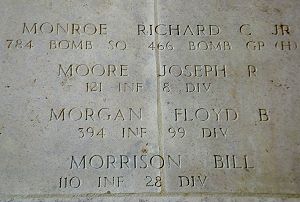 MONROE RICHARD C JR
784 BOMB SQ 466 BOMB GP (H)
MOORE JOSEPH R
121 INF 8 DIV
MORGAN FLOYD B
394 INF 99 DIV
MORRISON BILL
110 INF 28 DIV